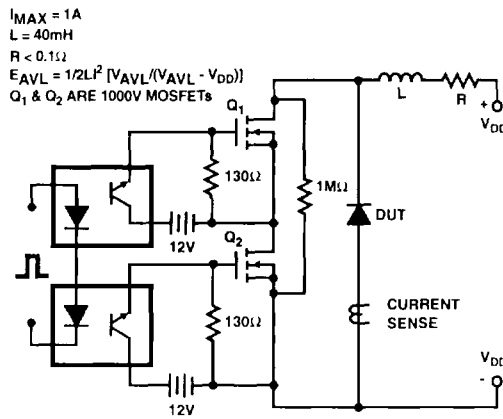 IMAX = 1A
L = 40mH
R < 0.1Ω
EAVL = 1/2LI² [VAVL/(VAVL - VDD)]
Q1 & Q2 ARE 1000V MOSFETs
Q1
L
R
+
VDD
130Ω
1MΩ
12V
DUT
Q2
130Ω
CURRENT
SENSE
VDD
-
12V